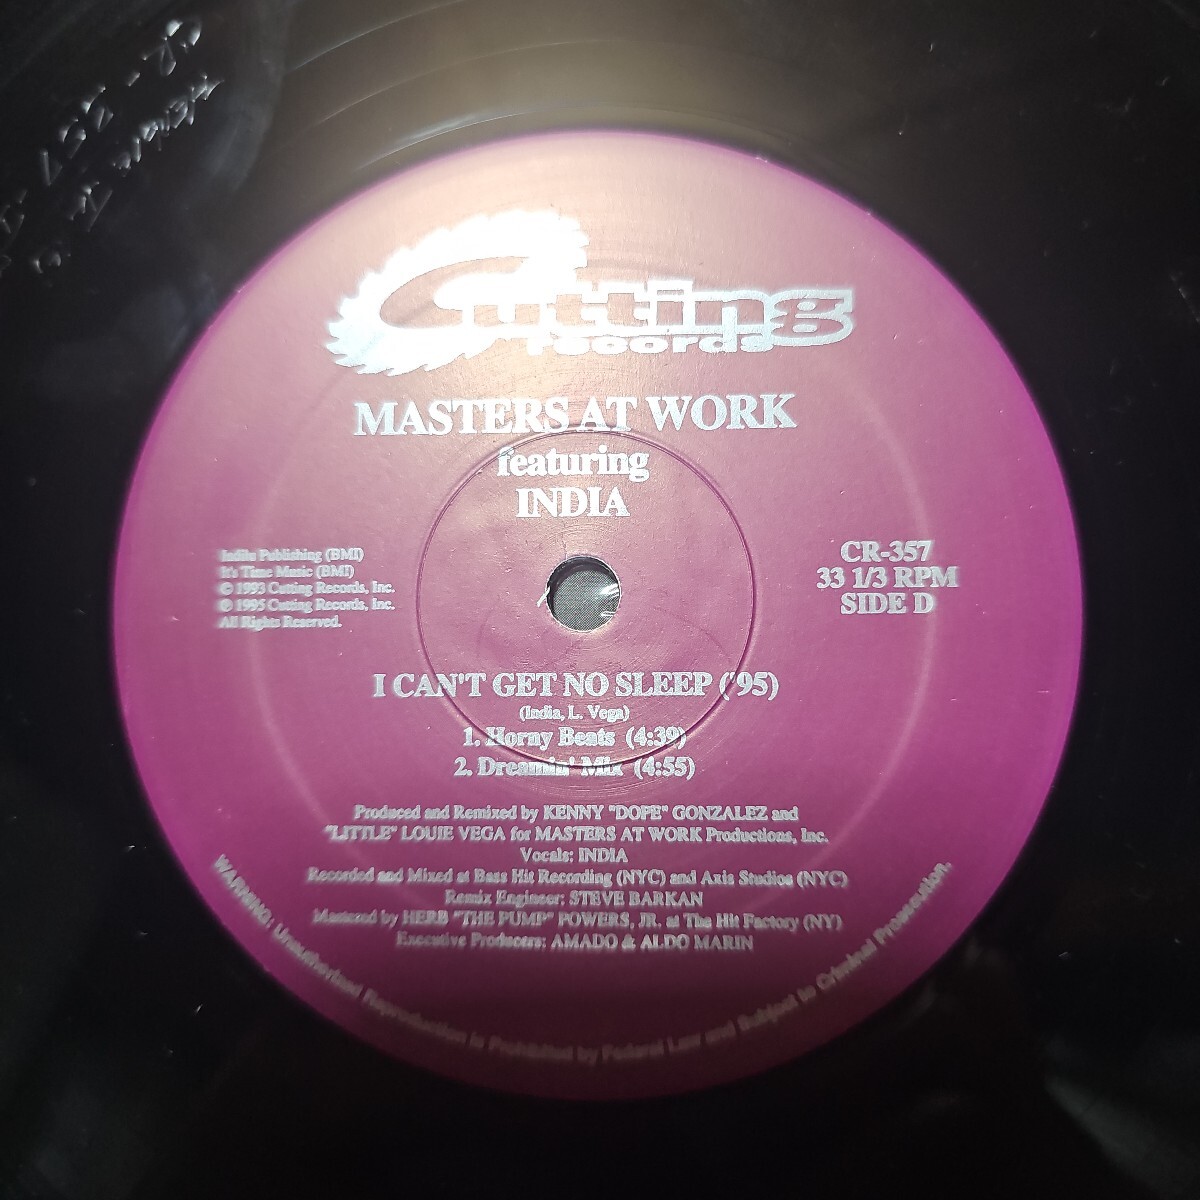 Cutting
records
MASTERS AT WORK
featuring
INDIA
Indilu Publishing (BMI)
It's Time Music (BMI)
© 1993 Cutting Records, Inc.
© 1995 Cutting Records, Inc.
All Rights Reserved.
CR-357
33 1/3 RPM
SIDE D
I CAN'T GET NO SLEEP ('95)
(India, L. Vega)
1. Horny Beats (4:39)
2. Dreamin' Mix (4:55)
Produced and Remixed by KENNY "DOPE" GONZALEZ and
"LITTLE" LOUIE VEGA for MASTERS AT WORK Productions, Inc.
Vocals: INDIA
Recorded and Mixed at Bass Hit Recording (NYC) and Axis Studios (NYC)
Remix Engineer: STEVE BARKAN
Mastered by HERB "THE PUMP" POWERS, JR. at The Hit Factory (NY)
Executive Producers: AMADO & ALDO MARIN
WARNING: Unauthorized Reproduction is Prohibited by Federal Law and Subject to Criminal Prosecution.